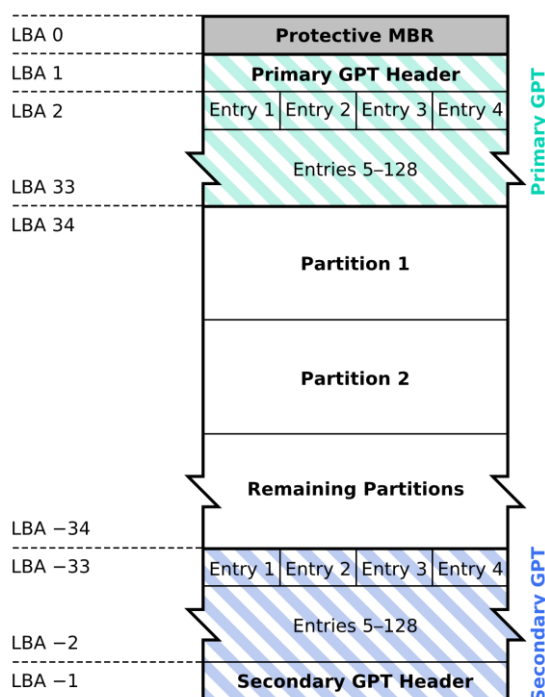 LBA 0
Protective MBR
LBA 1
Primary GPT Header
LBA 2
Entry 1 Entry 2 Entry 3 Entry 4
Entries 5–128
LBA 33
Primary GPT
LBA 34
Partition 1
Partition 2
Remaining Partitions
LBA −34
LBA −33
Entry 1 Entry 2 Entry 3 Entry 4
Entries 5–128
LBA −2
LBA −1
Secondary GPT Header
Secondary GPT